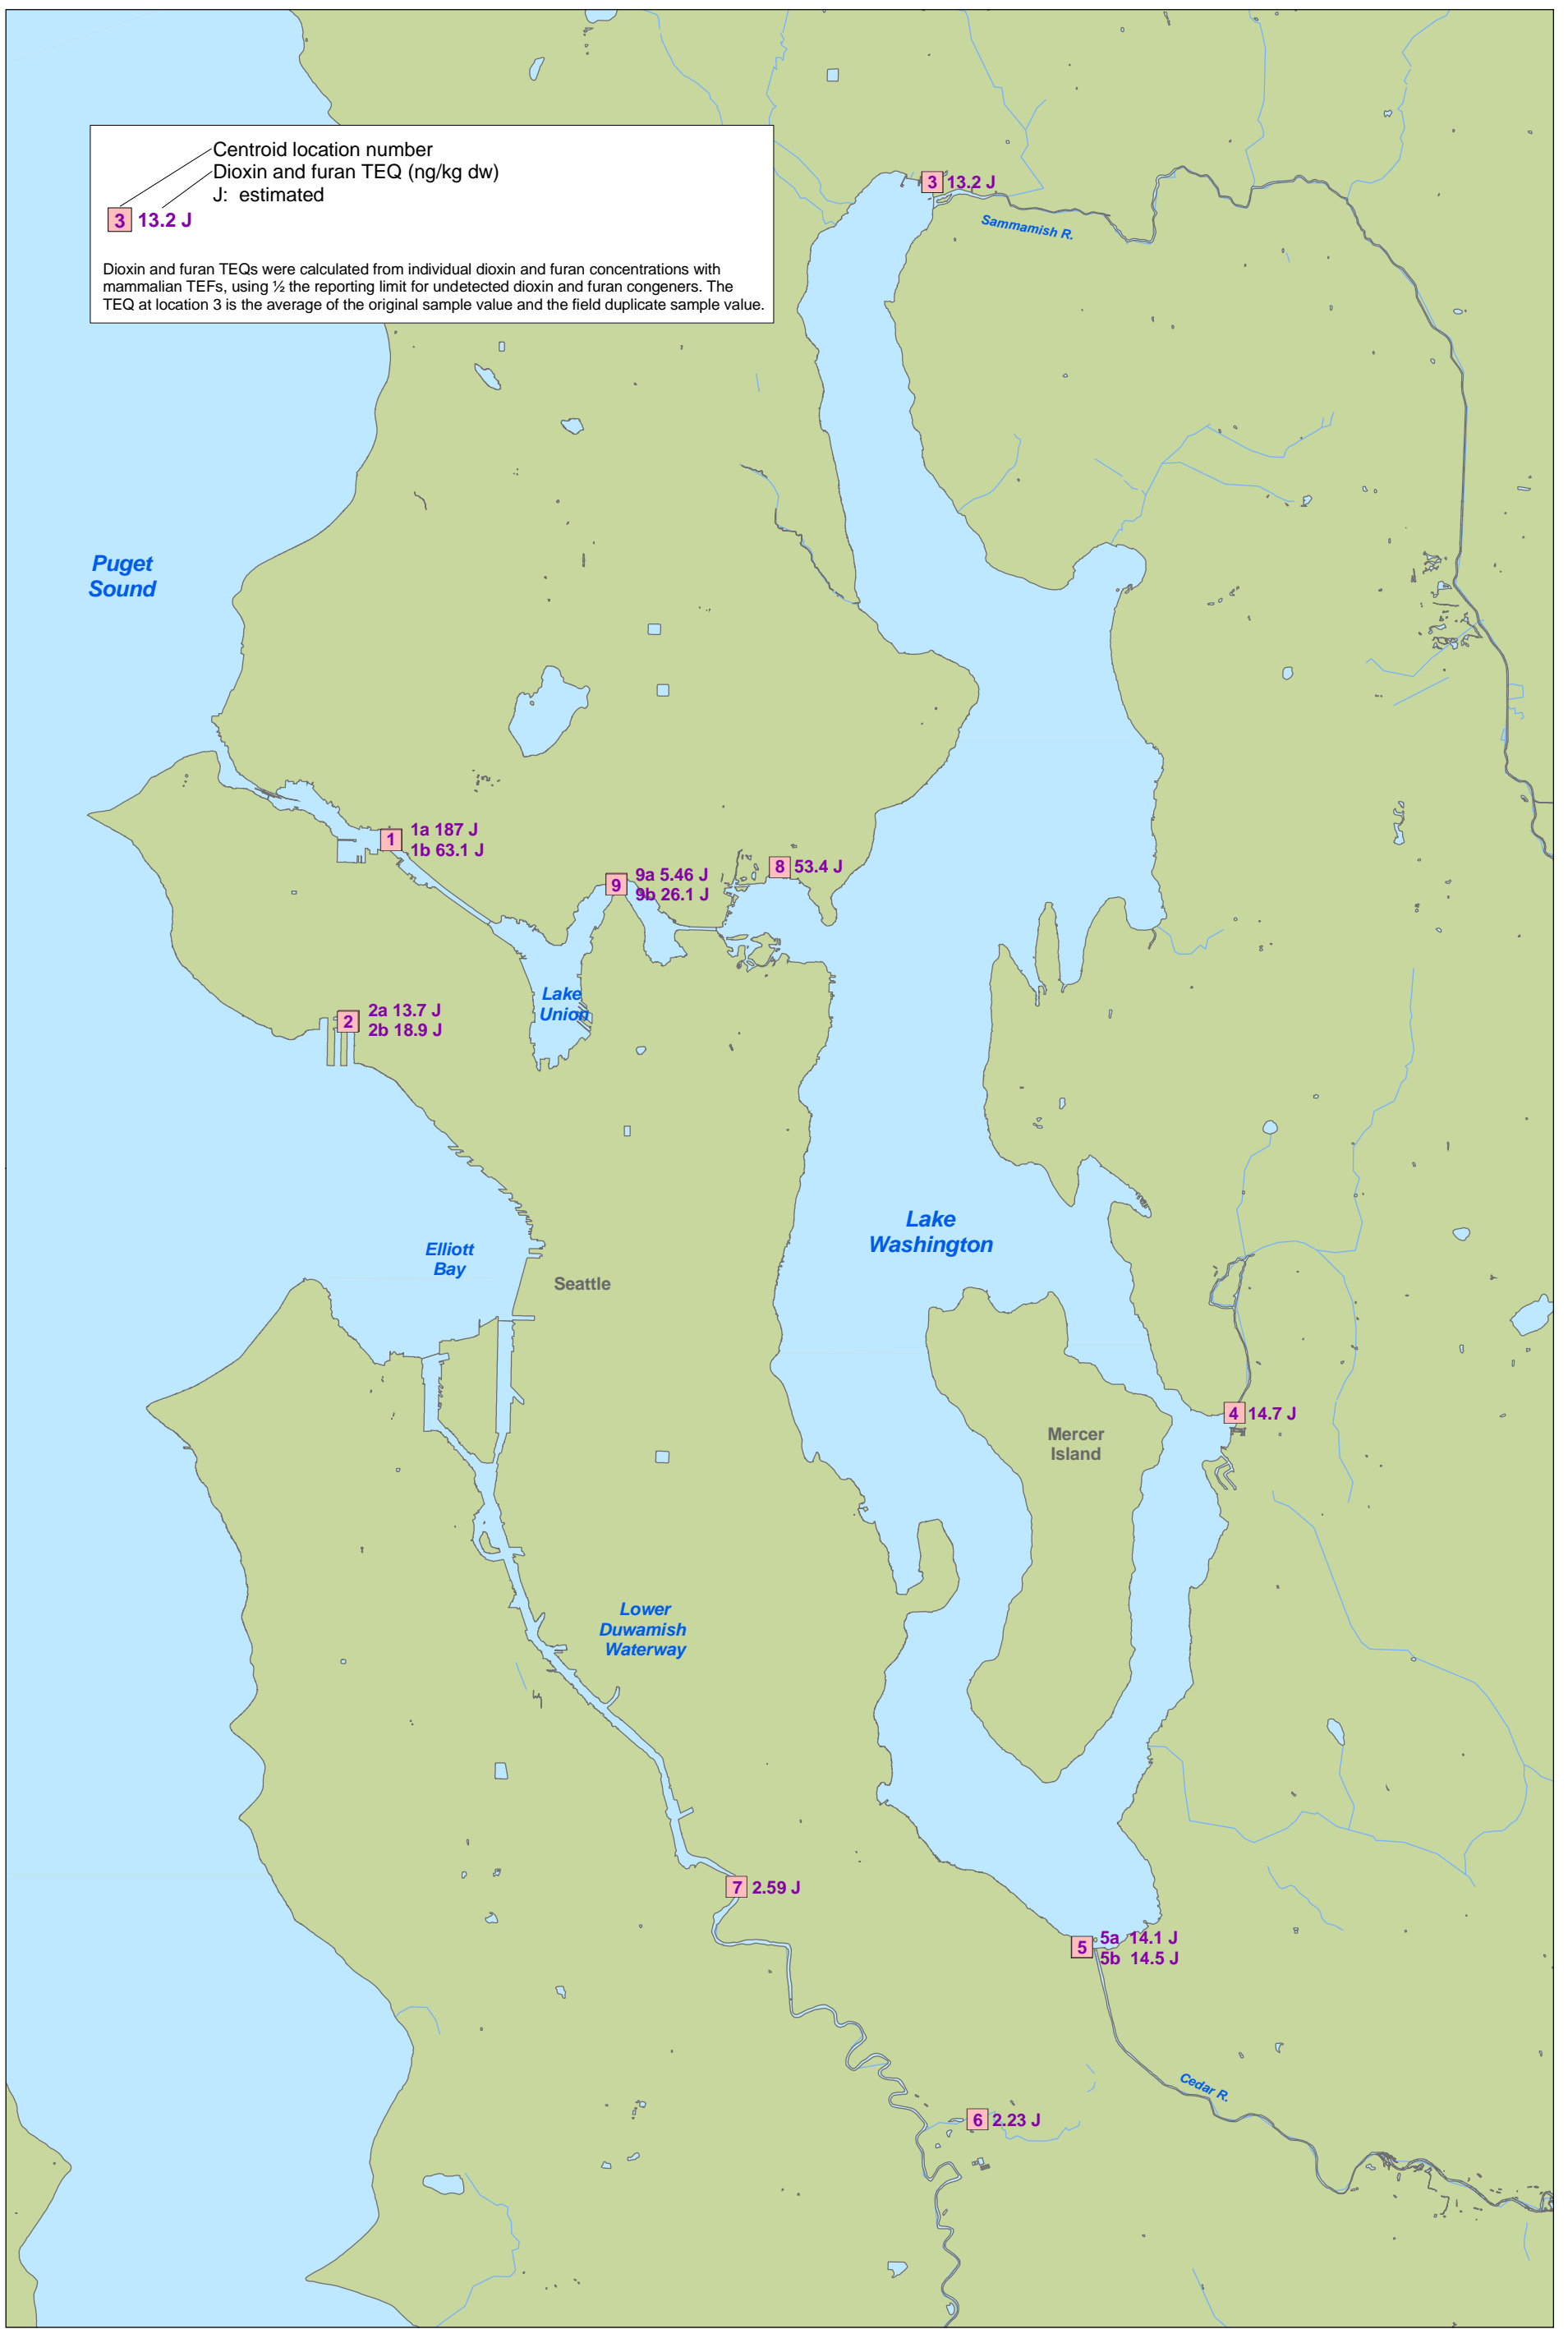 Centroid location number
Dioxin and furan TEQ (ng/kg dw)
J: estimated
3 13.2 J
Dioxin and furan TEQs were calculated from individual dioxin and furan concentrations with
mammalian TEFs, using ½ the reporting limit for undetected dioxin and furan congeners. The
TEQ at location 3 is the average of the original sample value and the field duplicate sample value.
3 13.2 J
Sammamish R.
Puget
Sound
1
1a 187 J
1b 63.1 J
9
9a 5.46 J
9b 26.1 J
8 53.4 J
Lake
Union
2
2a 13.7 J
2b 18.9 J
Lake
Washington
Elliott
Bay
Seattle
4 14.7 J
Mercer
Island
Lower
Duwamish
Waterway
7 2.59 J
5
5a 14.1 J
5b 14.5 J
Cedar R.
6 2.23 J